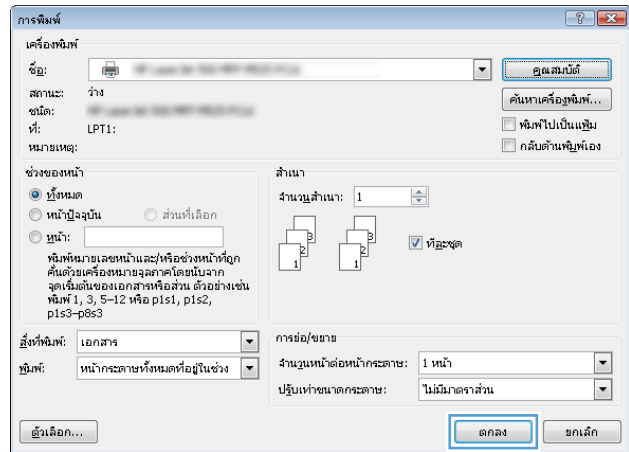 การพิมพ์
เครื่องพิมพ์
ชื่อ:
คุณสมบัติ
สถานะ: ว่าง
ชนิด:
ค้นหาเครื่องพิมพ์...
ที่: LPT1:
พิมพ์ไปเป็นแฟ้ม
หมายเหตุ:
กลับด้านพิมพ์เอง
ช่วงของหน้า
ทั้งหมด
หน้าปัจจุบัน ส่วนที่เลือก
หน้า:
พิมพ์หมายเลขหน้าและ/หรือช่วงหน้าที่ถูก
คั่นด้วยเครื่องหมายจุลภาคโดยนับจาก
จุดเริ่มต้นของเอกสารหรือส่วน ตัวอย่างเช่น
พิมพ์ 1, 3, 5–12 หรือ p1s1, p1s2,
p1s3–p8s3
สำเนา
จำนวนสำเนา: 1
3 3
2 2
1 1
ทีละชุด
สิ่งที่พิมพ์: เอกสาร
พิมพ์: หน้ากระดาษทั้งหมดที่อยู่ในช่วง
การย่อ/ขยาย
จำนวนหน้าต่อหน้ากระดาษ: 1 หน้า
ปรับเท่าขนาดกระดาษ: ไม่มีมาตราส่วน
ตัวเลือก...
ตกลง
ยกเลิก